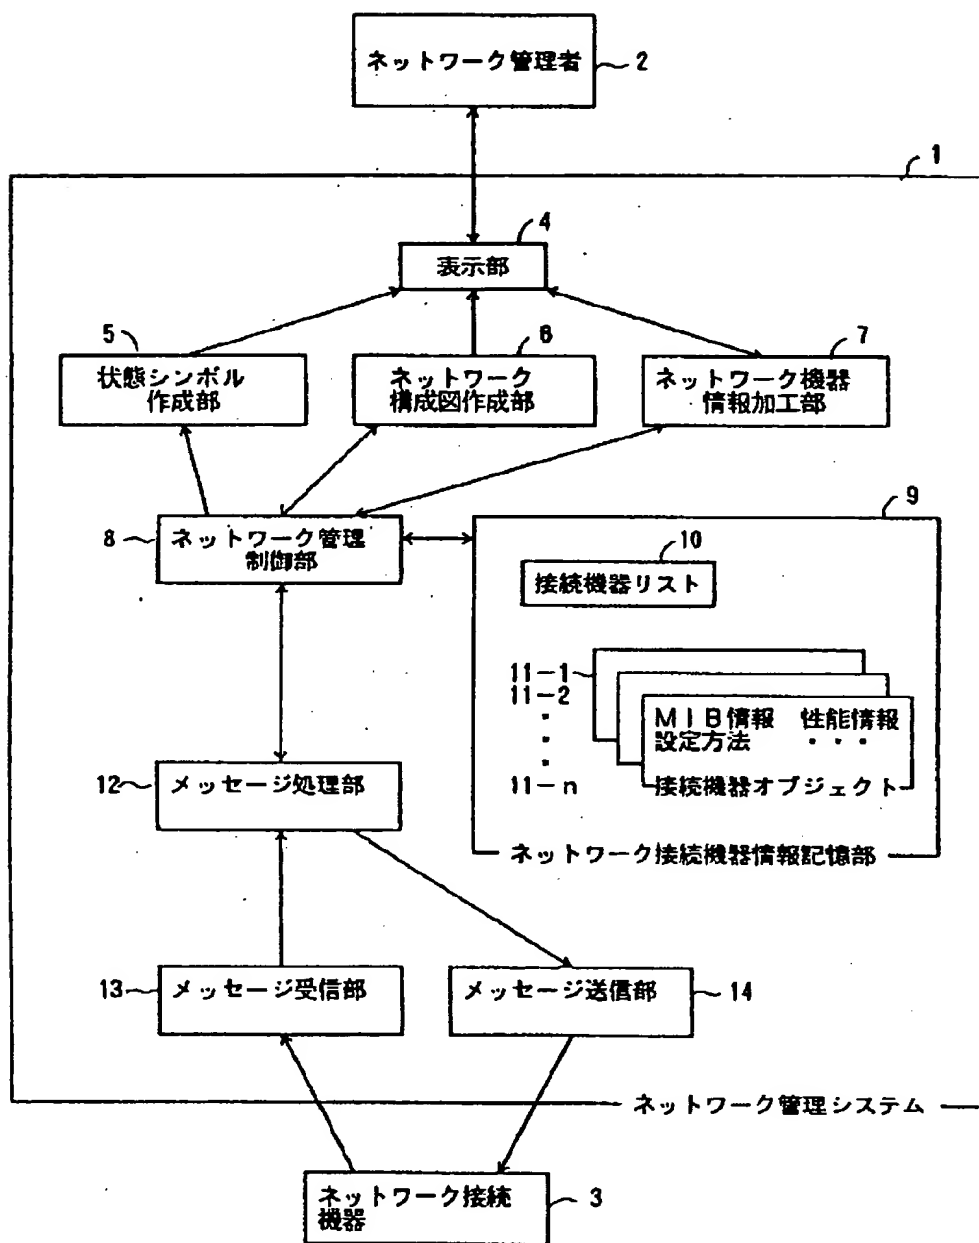 ネットワーク管理者
2
1
4
表示部
5
6
7
状態シンボル
作成部
ネットワーク
構成図作成部
ネットワーク機器
情報加工部
9
8
ネットワーク管理
制御部
10
接続機器リスト
11-1
11-2
・
・
・
11-n
MIB情報 性能情報
設定方法 ・・・
接続機器オブジェクト
ネットワーク接続機器情報記憶部
12
メッセージ処理部
13
メッセージ受信部
メッセージ送信部
14
ネットワーク管理システム
ネットワーク接続
機器
3